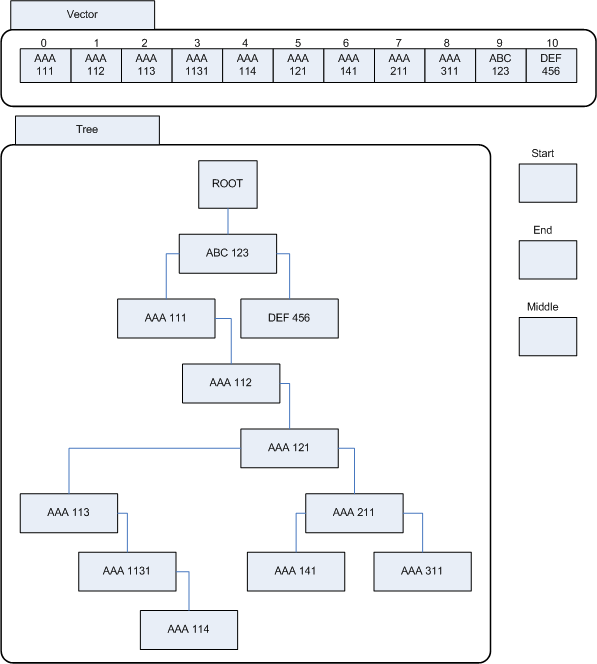 Vector
0 1 2 3 4 5 6 7 8 9 10
AAA AAA AAA AAA AAA AAA AAA AAA AAA ABC DEF
111 112 113 1131 114 121 141 211 311 123 456
Tree
Start
ROOT
End
ABC 123
Middle
AAA 111 DEF 456
AAA 112
AAA 121
AAA 113 AAA 211
AAA 1131 AAA 141 AAA 311
AAA 114